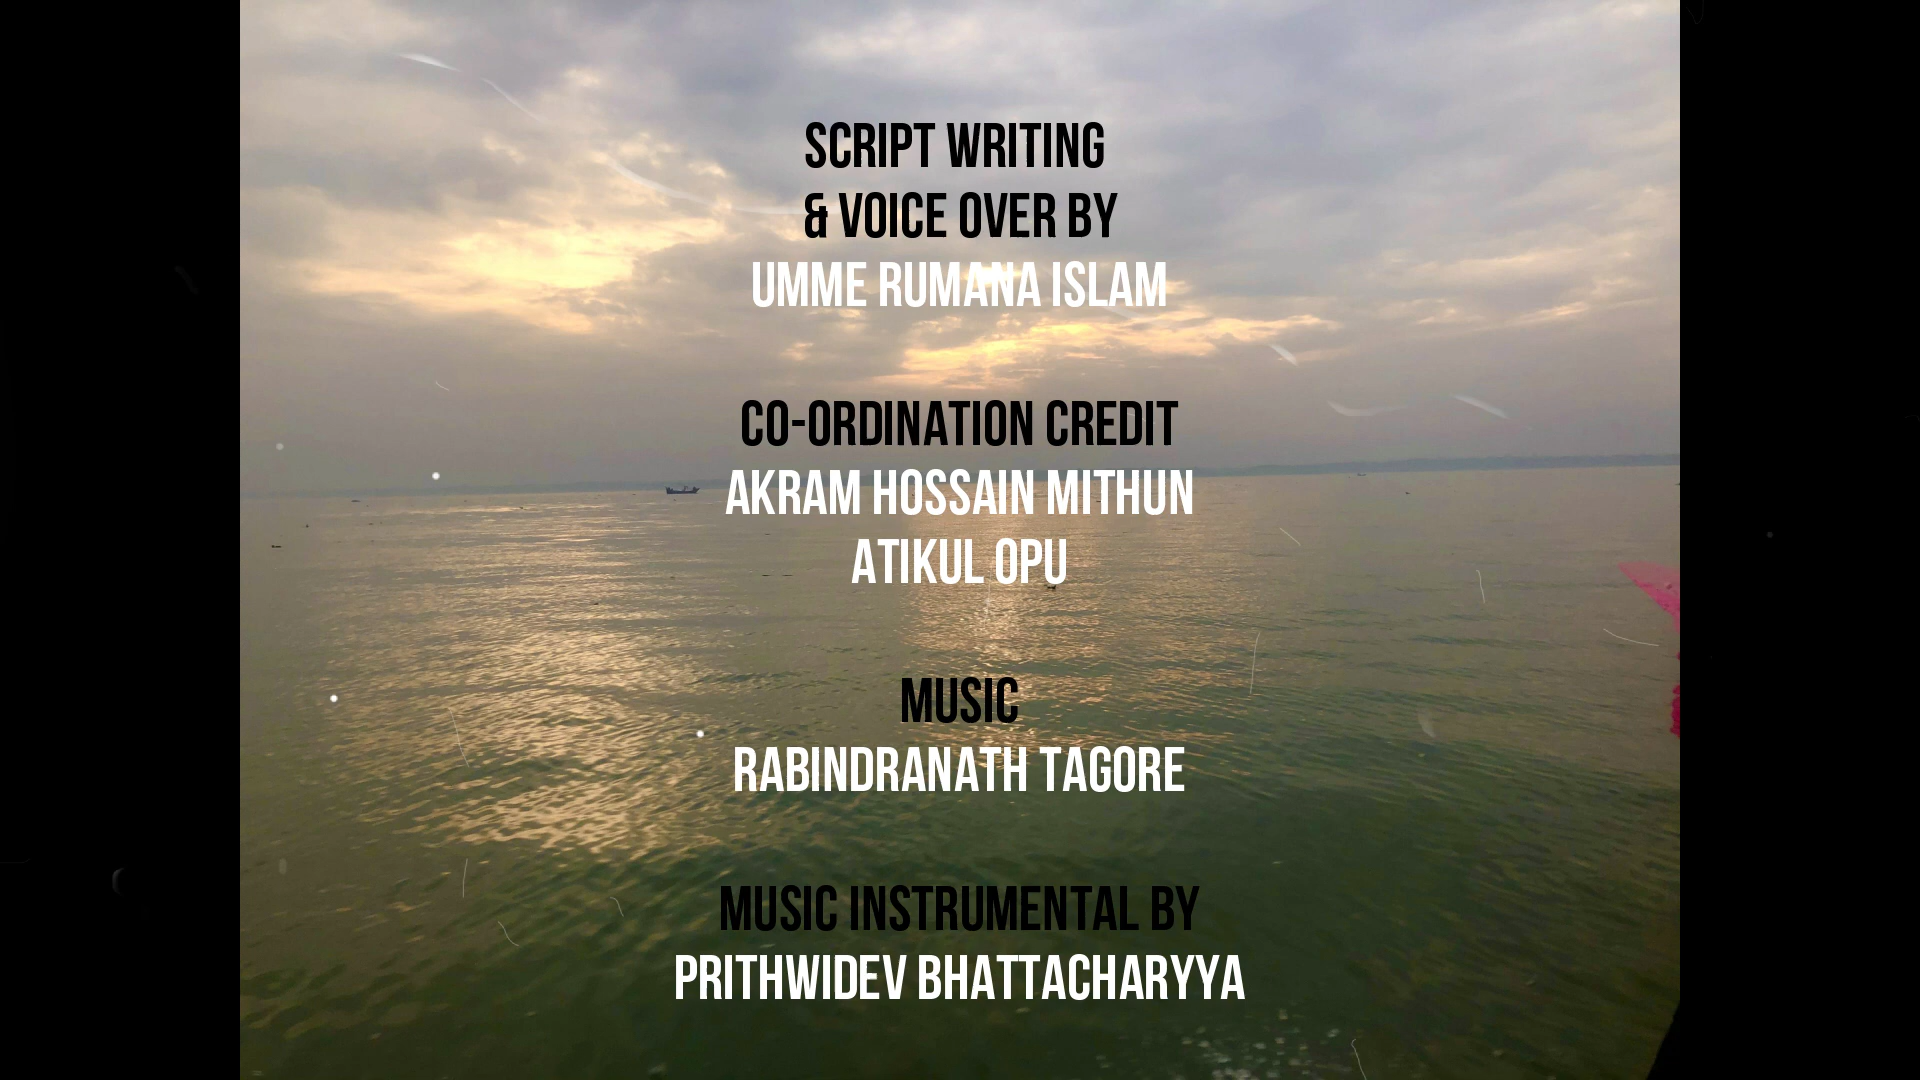 SCRIPT WRITING
& VOICE OVER BY
UMME RUMANA ISLAM
CO-ORDINATION CREDIT
AKRAM HOSSAIN MITHUN
ATIKUL OPU
MUSIC
RABINDRANATH TAGORE
MUSIC INSTRUMENTAL BY
PRITHWIDEV BHATTACHARYYA